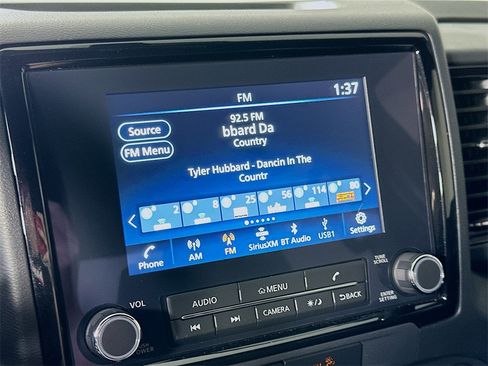 FM
1:37
92.5 FM
Source
bbard Da
Country
FM Menu
Tyler Hubbard - Dancin In The
Countr
2
8
25
56
114
80
Phone
AM
FM
SiriusXM
BT Audio
USB1
Settings
TUNE
SCROLL
VOL
AUDIO
MENU
CAMERA
BACK
ENTER
SETTING
PUSH
POWER